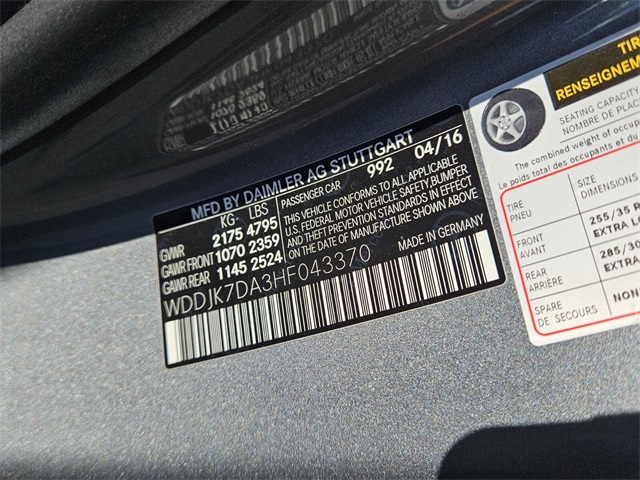 MFD BY DAIMLER AG STUTTGART
PASSENGER CAR 992 04/16
KG LBS
GVWR 2175 4795
GAWR FRONT 1070 2359
GAWR REAR 1145 2524
THIS VEHICLE CONFORMS TO ALL APPLICABLE
U.S. FEDERAL MOTOR VEHICLE SAFETY, BUMPER
AND THEFT PREVENTION STANDARDS IN EFFECT
ON THE DATE OF MANUFACTURE SHOWN ABOVE.
WDDJK7DA3HF043370
MADE IN GERMANY
TIRE
RENSEIGNEMEN
SEATING CAPACITY
NOMBRE DE PLAC
The combined weight of occup
Le poids total des occupants et du
TIRE
PNEU
SIZE
DIMENSIONS
FRONT
AVANT
255/35 R
EXTRA L
REAR
ARRIÈRE
285/30
EXTRA L
SPARE
DE SECOURS
NON